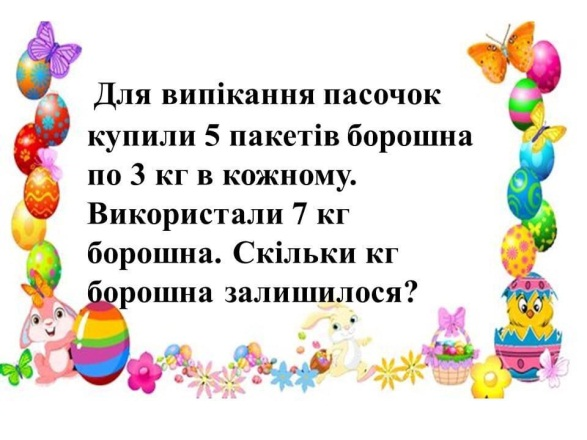 Для випікання пасочок
купили 5 пакетів борошна
по 3 кг в кожному.
Використали 7 кг
борошна. Скільки кг
борошна залишилося?